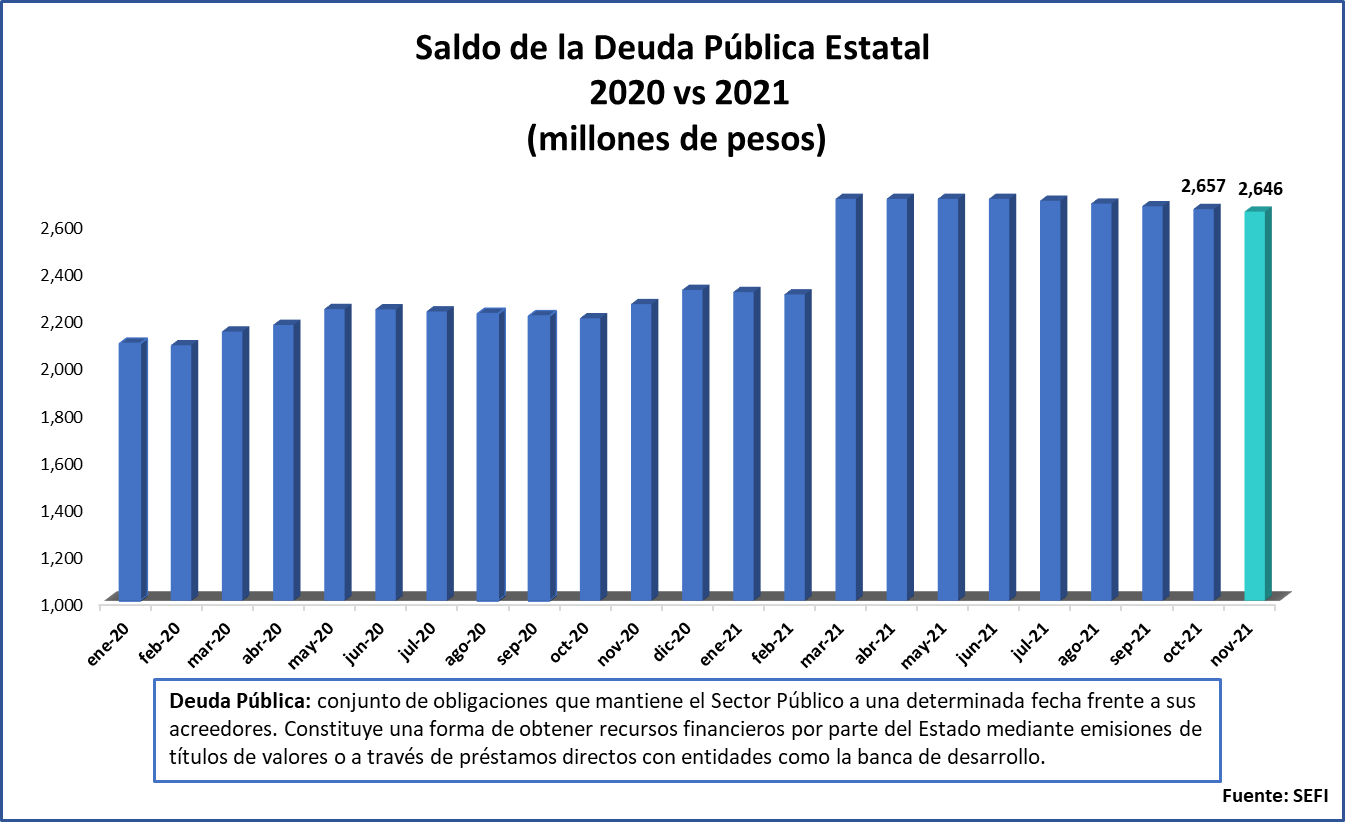 Saldo de la Deuda Pública Estatal
2020 vs 2021
(millones de pesos)
2,657
2,646
2,600
2,400
2,200
2,000
1,800
1,600
1,400
1,200
1,000
ene-20
feb-20
mar-20
abr-20
may-20
jun-20
jul-20
ago-20
sep-20
oct-20
nov-20
dic-20
ene-21
feb-21
mar-21
abr-21
may-21
jun-21
jul-21
ago-21
sep-21
oct-21
nov-21
Deuda Pública: conjunto de obligaciones que mantiene el Sector Público a una determinada fecha frente a sus
acreedores. Constituye una forma de obtener recursos financieros por parte del Estado mediante emisiones de
títulos de valores o a través de préstamos directos con entidades como la banca de desarrollo.
Fuente: SEFI